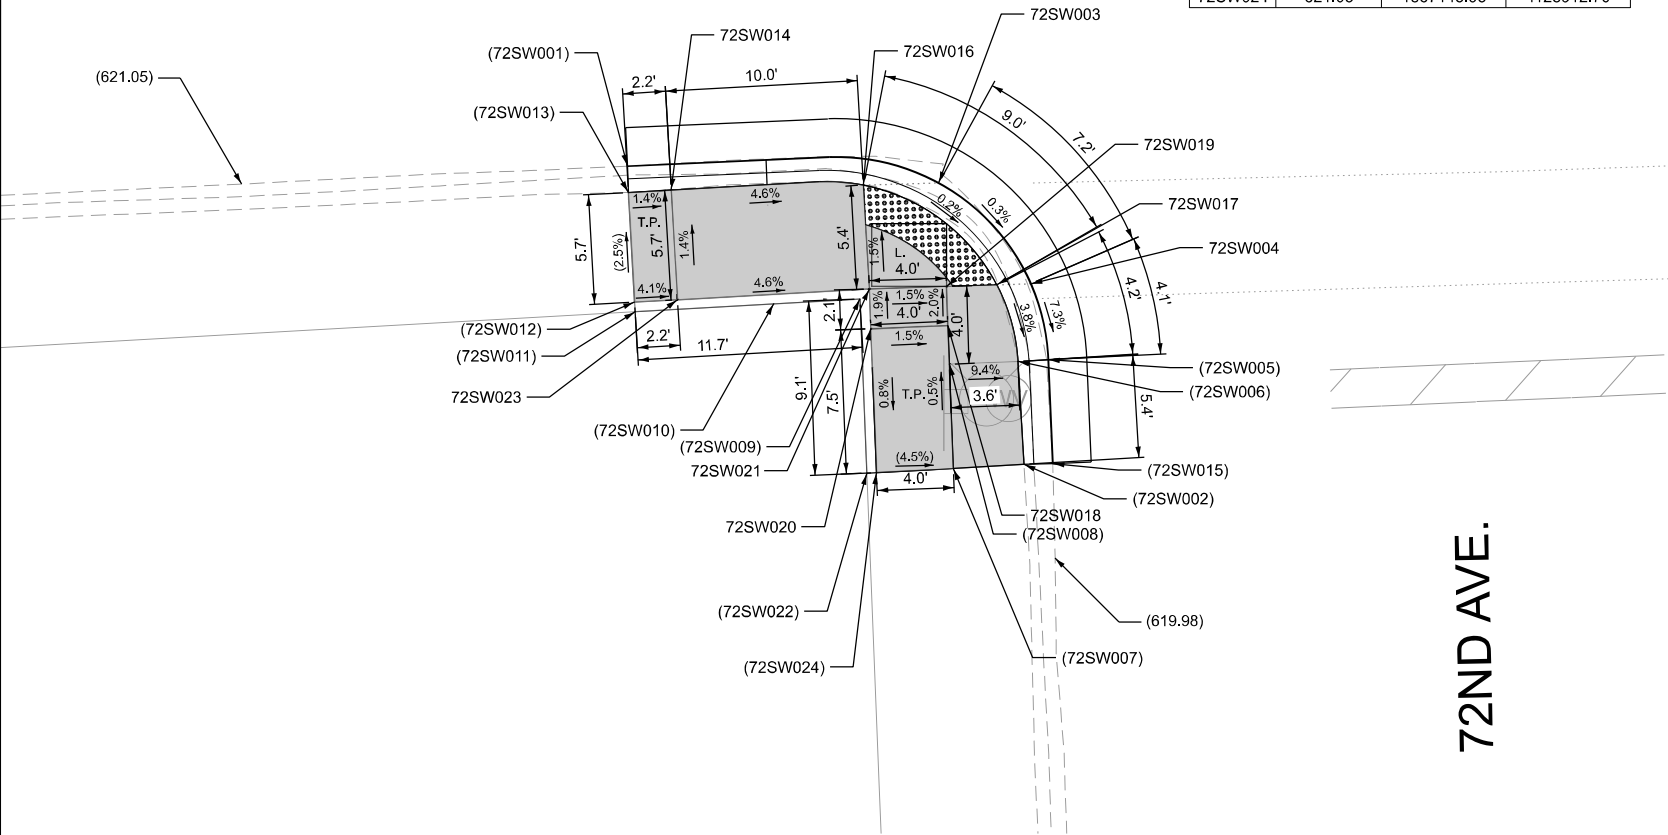 72SW003
72SW014
(72SW001)
72SW016
(621.05)
2.2'
10.0'
9.0'
7.2'
(72SW013)
72SW019
1.4%
4.6%
0.2%
0.3%
72SW017
T.P.
5.7'
(2.5%)
5.7'
1.4%
5.4'
1.5%
L.
4.0'
72SW004
4.2'
4.1'
4.1%
4.6%
1.9%
1.5%
2.0%
4.0'
2.1'
4.0'
3.8%
7.3%
(72SW012)
(72SW011)
2.2'
11.7'
1.5%
(72SW005)
(72SW006)
9.4%
3.6'
W
72SW023
9.1'
7.5'
0.8%
T.P.
0.5%
5.4'
(72SW010)
(72SW009)
72SW021
(4.5%)
4.0'
(72SW015)
(72SW002)
72SW020
72SW018
(72SW008)
(72SW022)
(619.98)
(72SW024)
(72SW007)
72ND AVE.